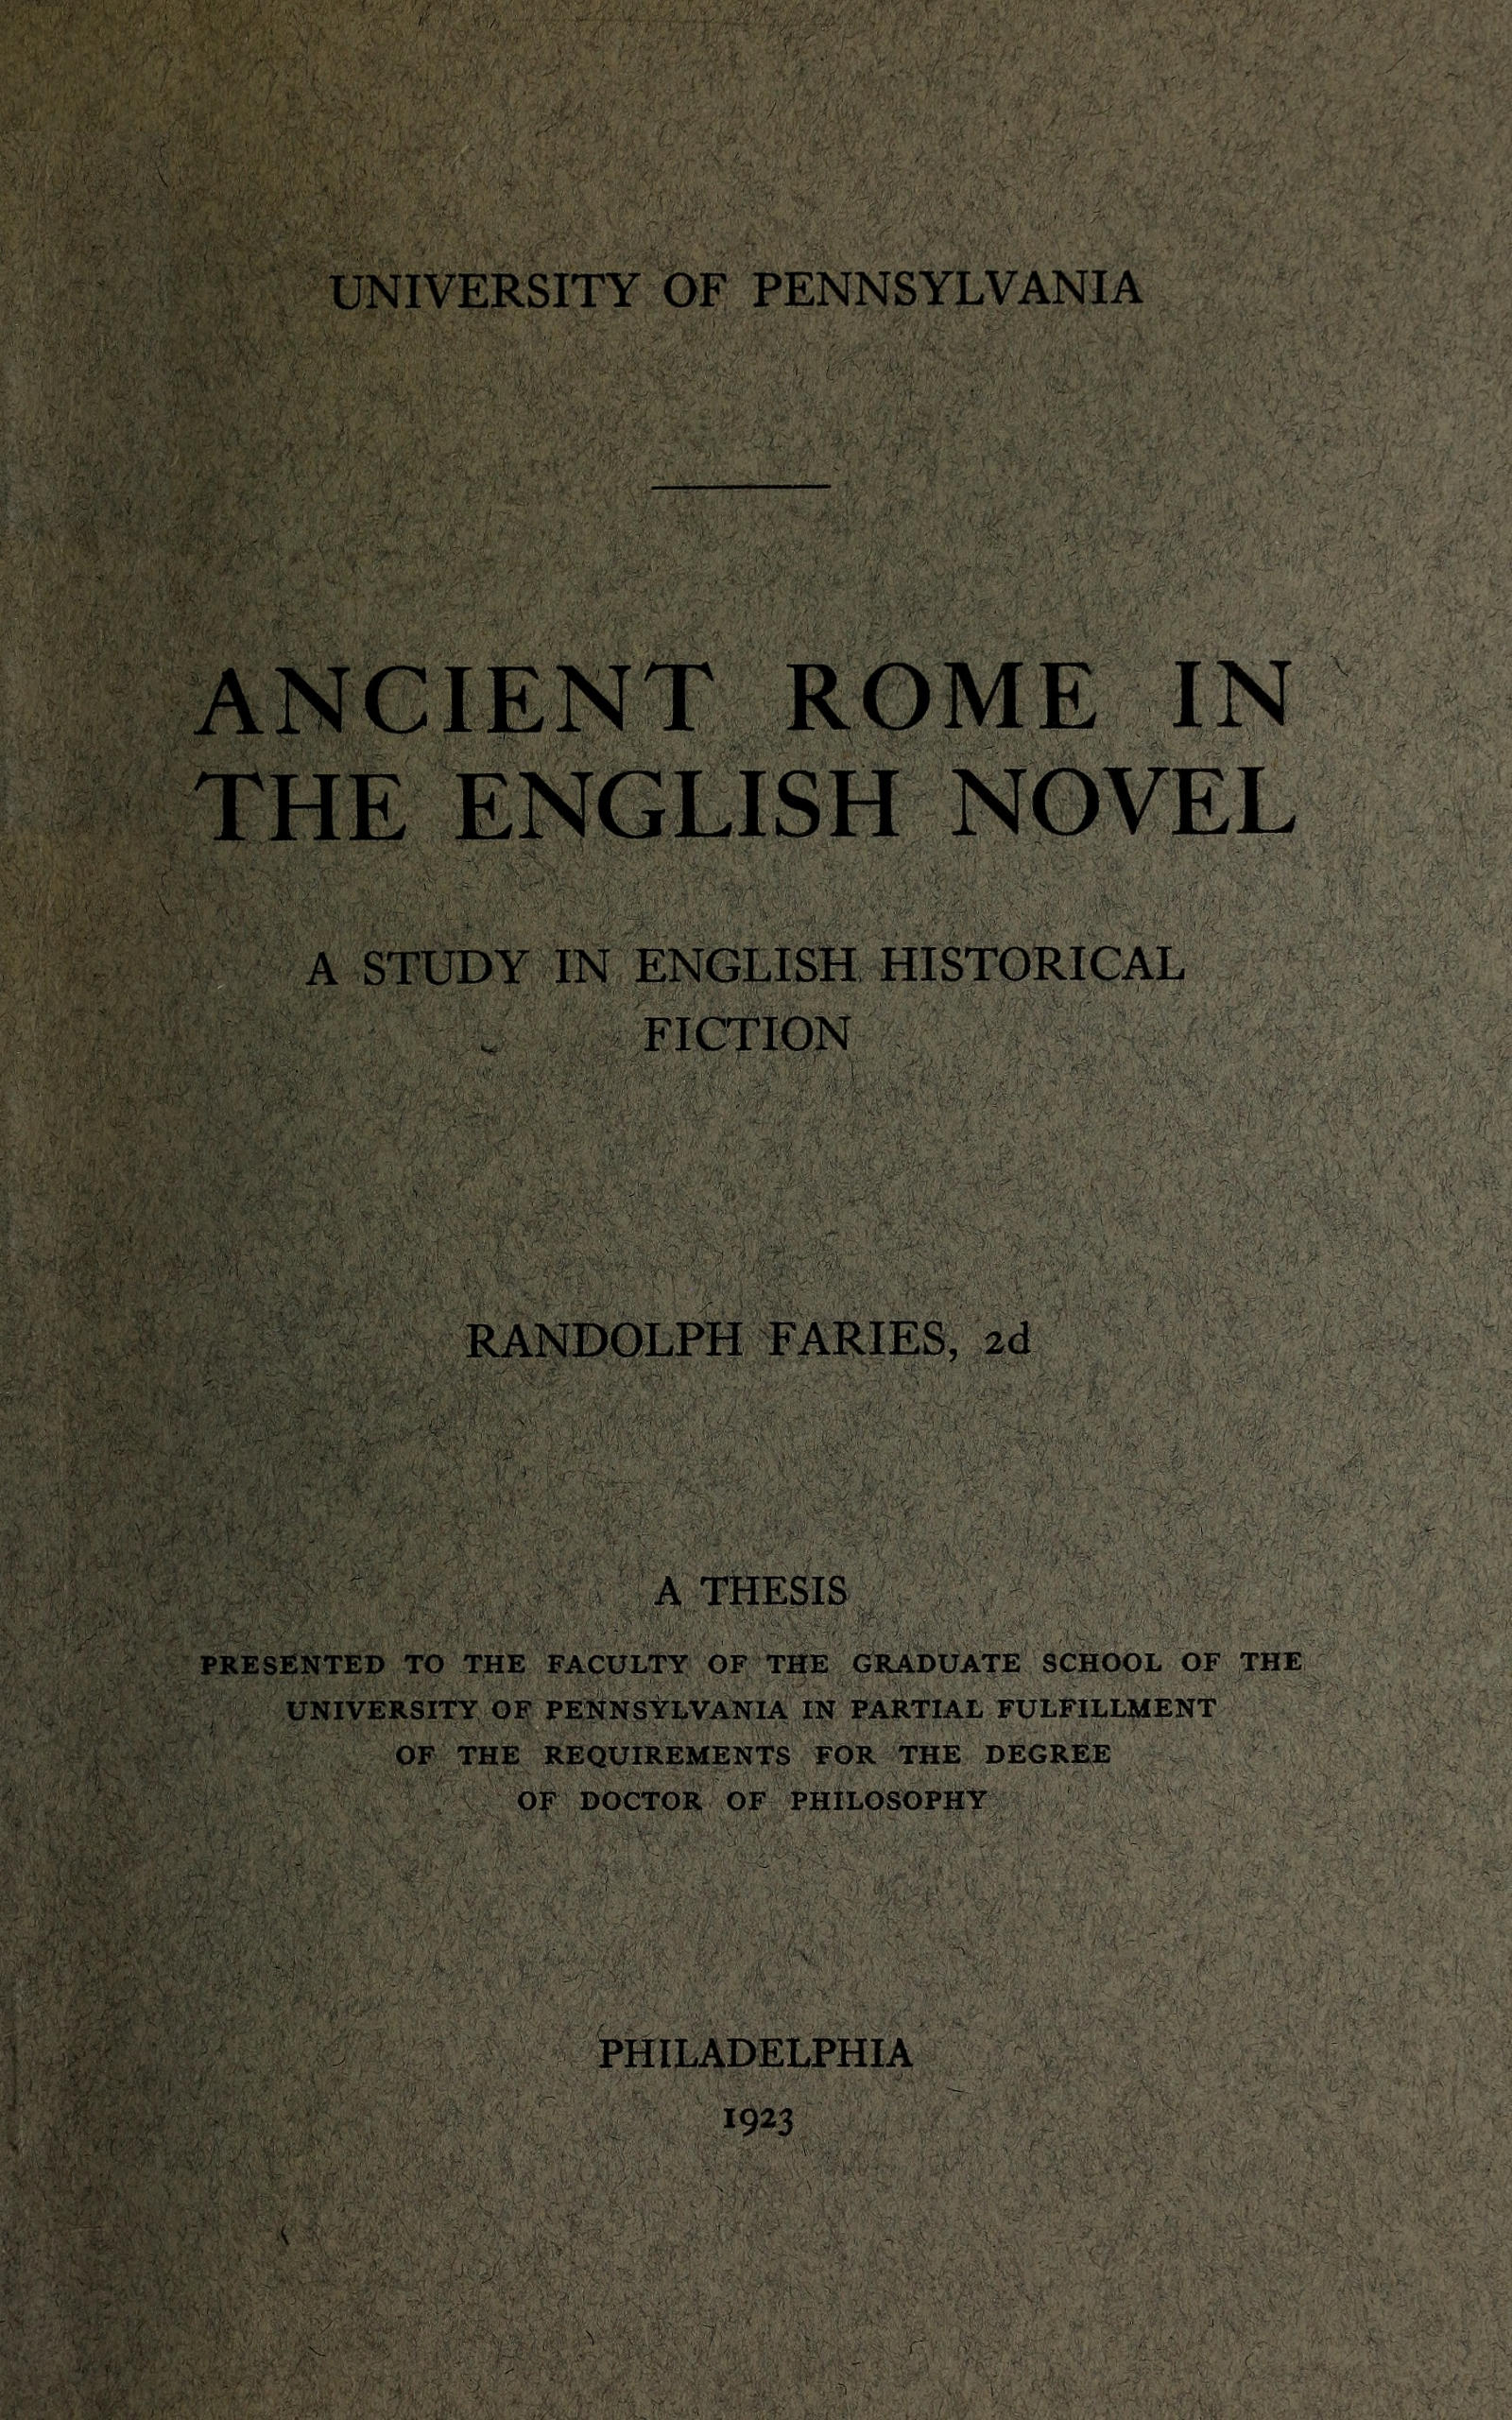 UNIVERSITY OF PENNSYLVANIA
ANCIENT ROME IN
THE ENGLISH NOVEL
A STUDY IN ENGLISH HISTORICAL
FICTION
RANDOLPH FARIES, 2d
A THESIS
PRESENTED TO THE FACULTY OF THE GRADUATE SCHOOL OF THE
UNIVERSITY OF PENNSYLVANIA IN PARTIAL FULFILLMENT
OF THE REQUIREMENTS FOR THE DEGREE
OF DOCTOR OF PHILOSOPHY
PHILADELPHIA
1923